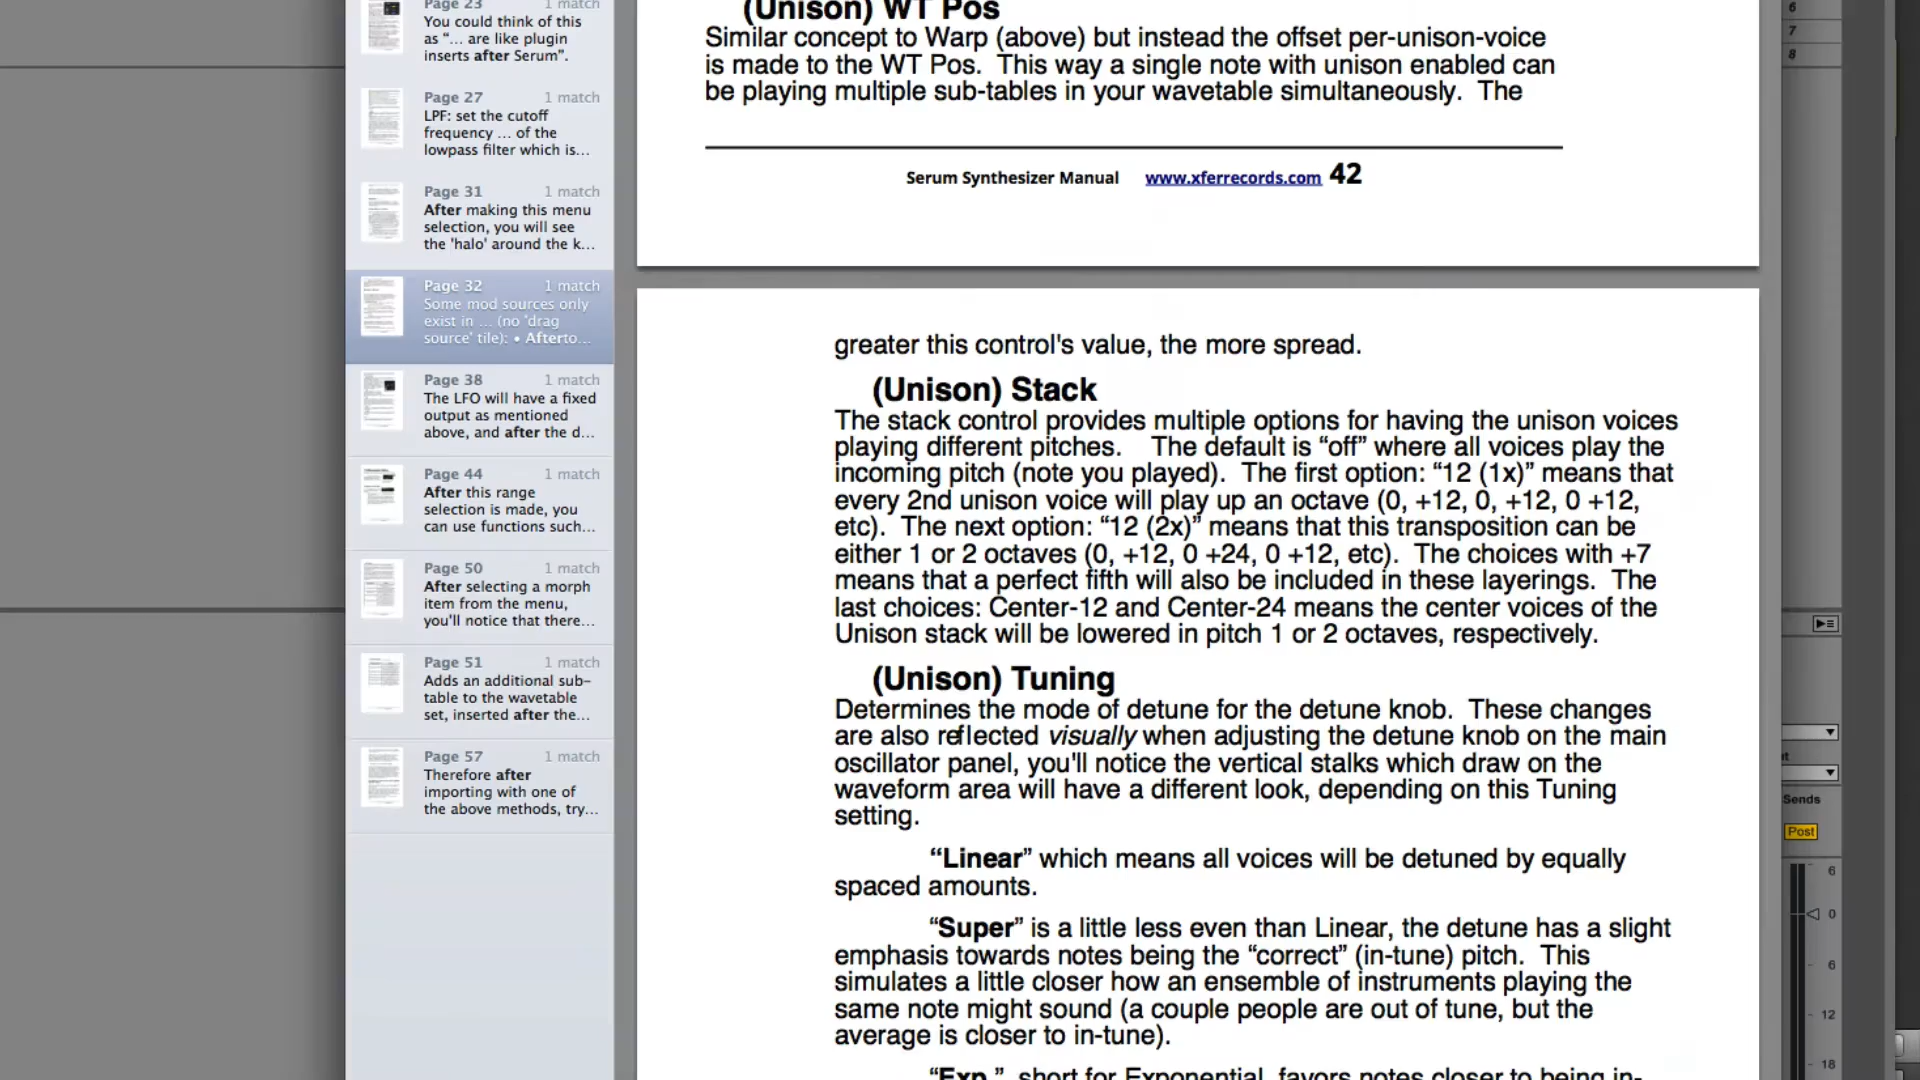 Page 23 1 match
You could think of this
as “... are like plugin
inserts after Serum”.
Page 27 1 match
LPF: set the cutoff
frequency ... of the
lowpass filter which is...
Page 31 1 match
After making this menu
selection, you will see
the 'halo' around the k...
Page 32 1 match
Some mod sources only
exist in ... (no 'drag
source' tile): • Afterto...
Page 38 1 match
The LFO will have a fixed
output as mentioned
above, and after the d...
Page 44 1 match
After this range
selection is made, you
can use functions such...
Page 50 1 match
After selecting a morph
item from the menu,
you'll notice that there...
Page 51 1 match
Adds an additional sub-
table to the wavetable
set, inserted after the...
Page 57 1 match
Therefore after
importing with one of
the above methods, try...
(Unison) WT Pos
Similar concept to Warp (above) but instead the offset per-unison-voice
is made to the WT Pos. This way a single note with unison enabled can
be playing multiple sub-tables in your wavetable simultaneously. The
Serum Synthesizer Manual www.xferrecords.com 42
greater this control's value, the more spread.
(Unison) Stack
The stack control provides multiple options for having the unison voices
playing different pitches. The default is “off” where all voices play the
incoming pitch (note you played). The first option: “12 (1x)” means that
every 2nd unison voice will play up an octave (0, +12, 0, +12, 0 +12,
etc). The next option: “12 (2x)” means that this transposition can be
either 1 or 2 octaves (0, +12, 0 +24, 0 +12, etc). The choices with +7
means that a perfect fifth will also be included in these layerings. The
last choices: Center-12 and Center-24 means the center voices of the
Unison stack will be lowered in pitch 1 or 2 octaves, respectively.
(Unison) Tuning
Determines the mode of detune for the detune knob. These changes
are also reflected visually when adjusting the detune knob on the main
oscillator panel, you'll notice the vertical stalks which draw on the
waveform area will have a different look, depending on this Tuning
setting.
“Linear” which means all voices will be detuned by equally
spaced amounts.
“Super” is a little less even than Linear, the detune has a slight
emphasis towards notes being the “correct” (in-tune) pitch. This
simulates a little closer how an ensemble of instruments playing the
same note might sound (a couple people are out of tune, but the
average is closer to in-tune).
“Exp.”, short for Exponential, favors notes closer to being in-
6
7
8
Sends
Post
6
0
6
12
18